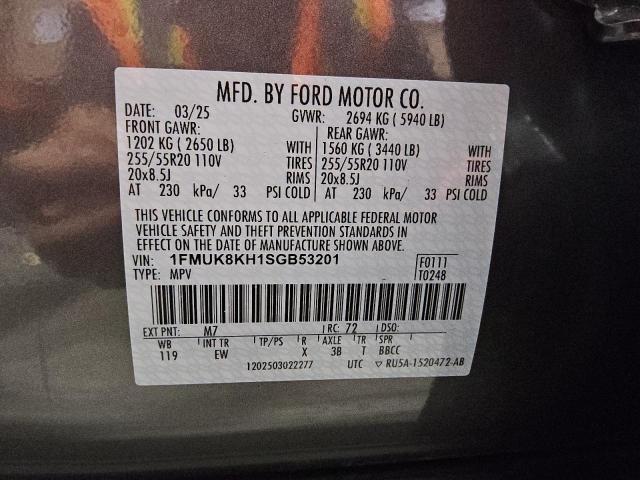 MFD. BY FORD MOTOR CO.
DATE: 03/25 GVWR: 2694 KG ( 5940 LB)
FRONT GAWR: REAR GAWR:
1202 KG ( 2650 LB) WITH 1560 KG ( 3440 LB) WITH
255/55R20 110V TIRES 255/55R20 110V TIRES
20x8.5J RIMS 20x8.5J RIMS
AT 230 kPa/ 33 PSI COLD AT 230 kPa/ 33 PSI COLD
THIS VEHICLE CONFORMS TO ALL APPLICABLE FEDERAL MOTOR
VEHICLE SAFETY AND THEFT PREVENTION STANDARDS IN
EFFECT ON THE DATE OF MANUFACTURE SHOWN ABOVE.
VIN: 1FMUK8KH1SGB53201 F0111
TYPE: MPV T0248
EXT PNT: M7 RC: 72 DSO:
WB INT TR TP/PS R AXLE TR SPR
119 EW X 3B T BBCC
1202503022277 UTC ▽ RU5A-1520472-AB